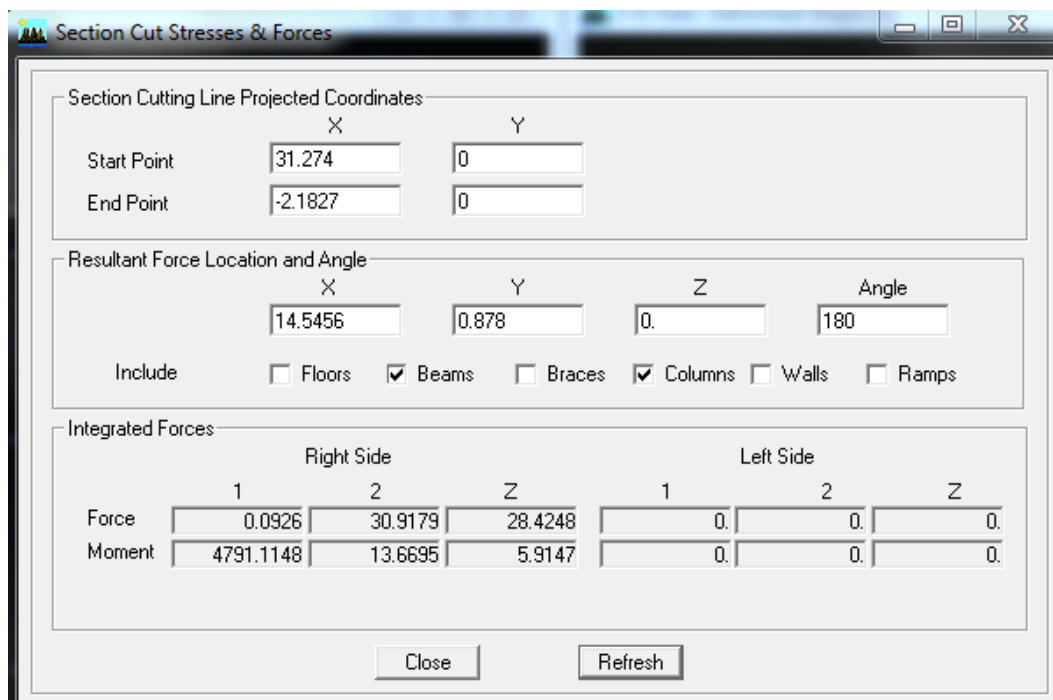 Section Cut Stresses & Forces
Section Cutting Line Projected Coordinates
X Y
Start Point 31.274 0
End Point -2.1827 0
Resultant Force Location and Angle
X Y Z Angle
14.5456 0.878 0. 180
Include Floors Beams Braces Columns Walls Ramps
Integrated Forces
Right Side Left Side
1 2 Z 1 2 Z
Force 0.0926 30.9179 28.4248 0. 0. 0.
Moment 4791.1148 13.6695 5.9147 0. 0. 0.
Close Refresh